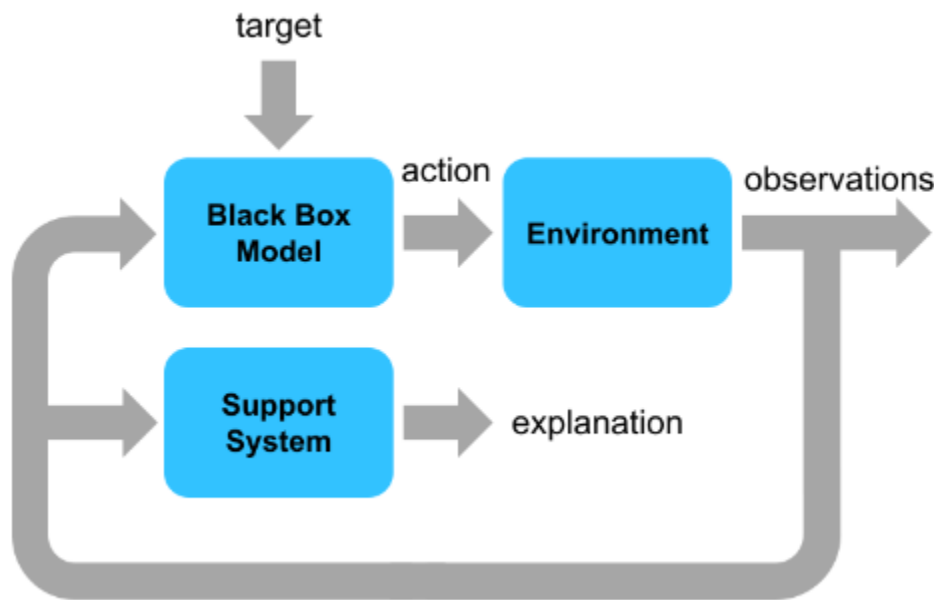 target
action
observations
Black Box
Model
Environment
Support
System
explanation